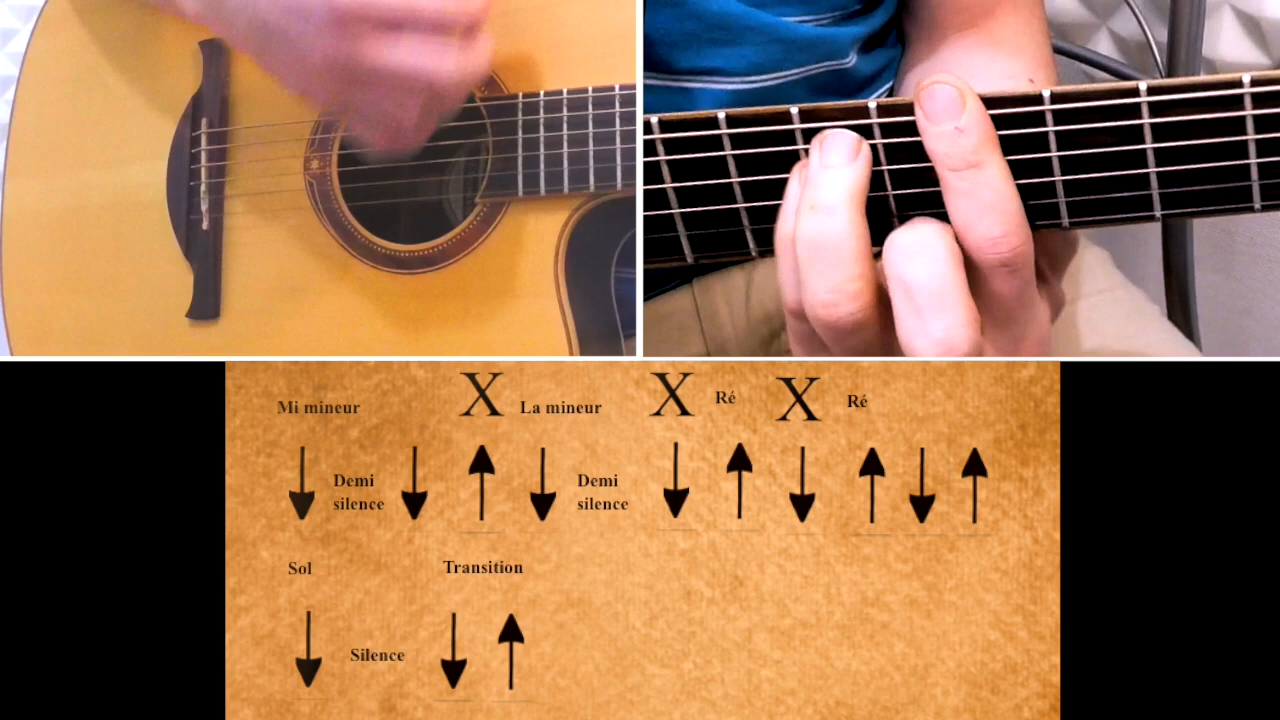 Mi mineur X La mineur X Ré X Ré
Demi silence Demi silence
Sol Transition
Silence